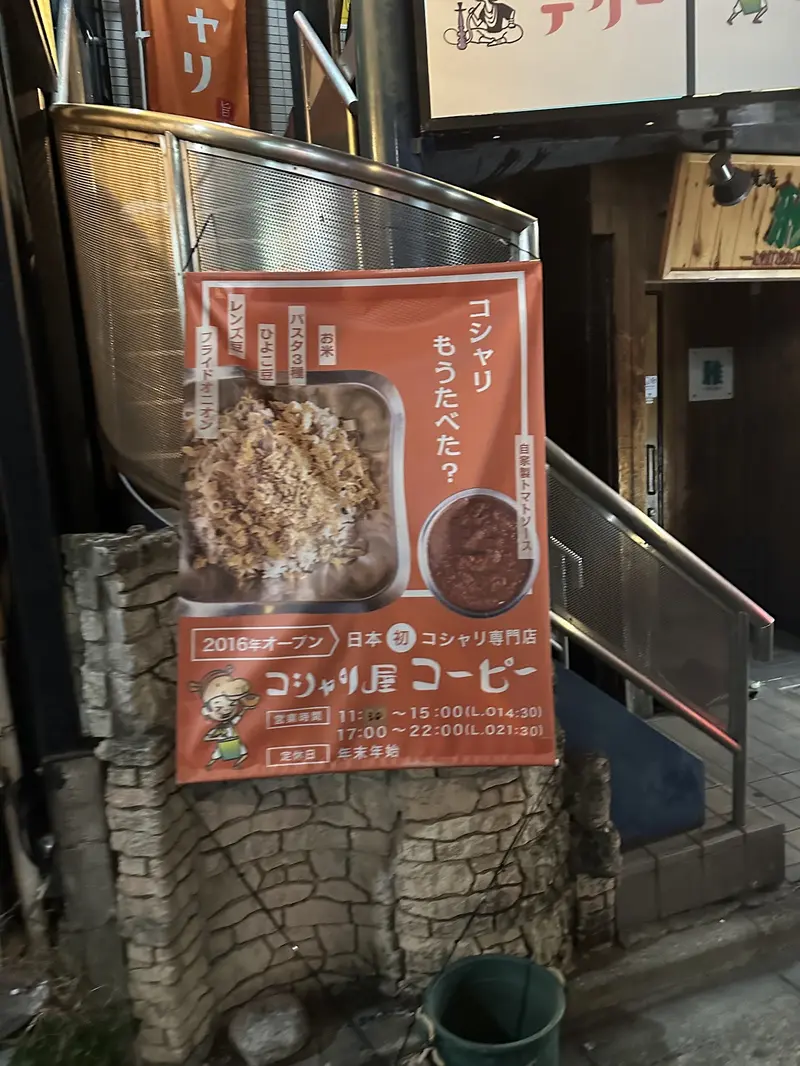 ャリ
コシャリ
もうたべた?
お米
パスタ3種
ひよこ豆
レンズ豆
フライドオニオン
自家製トマトソース
2016年オープン 日本初コシャリ専門店
コシャリ屋 コーピー
営業時間 11:30 ～15:00(L.O14:30)
17:00～22:00(L.O21:30)
定休日 年末年始